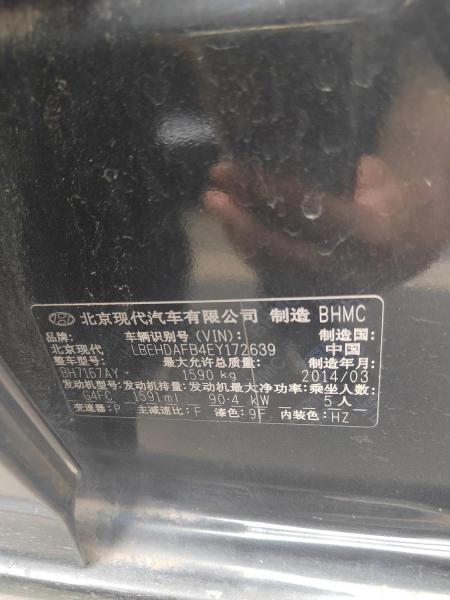 北京现代汽车有限公司 制造 BHMC
品牌: 车辆识别号(VIN): 制造国:
北京现代 LBEHDAFB4EY172639 中国
客车型号: 最大允许总质量: 制造年月:
BH7167AY 1590 kg 2014/03
发动机型号: 发动机排量: 发动机最大净功率: 乘坐人数:
G4FC 1591ml 90.4 kW 5人
变速器:P 主减速比:F 漆色:9F 内装色:HZ